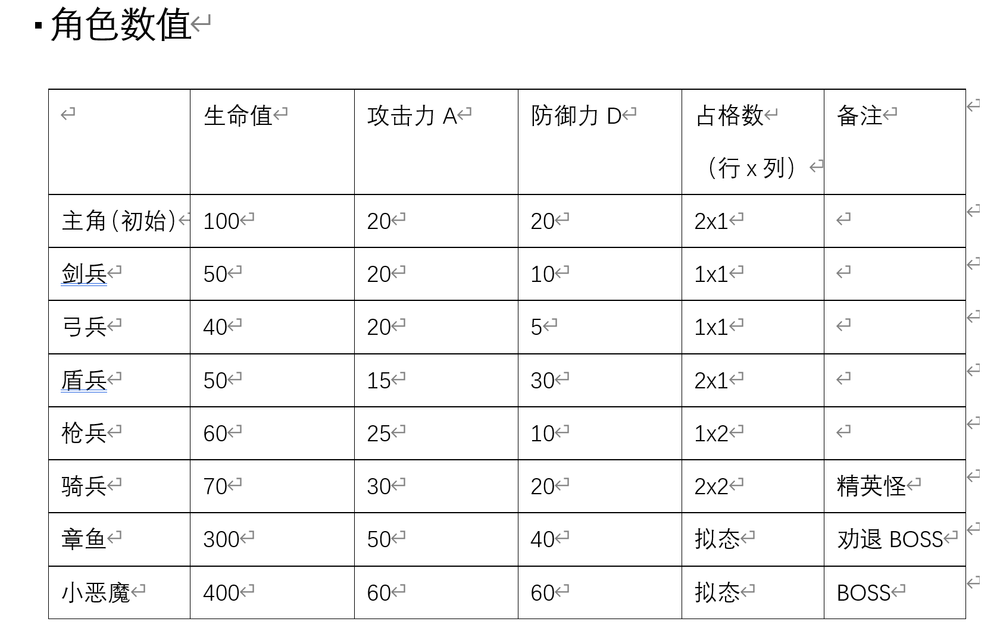 ▪角色数值
生命值 攻击力 A 防御力 D 占格数 备注
（行 x 列）
主角(初始) 100 20 20 2x1
剑兵 50 20 10 1x1
弓兵 40 20 5 1x1
盾兵 50 15 30 2x1
枪兵 60 25 10 1x2
骑兵 70 30 20 2x2 精英怪
章鱼 300 50 40 拟态 劝退 BOSS
小恶魔 400 60 60 拟态 BOSS